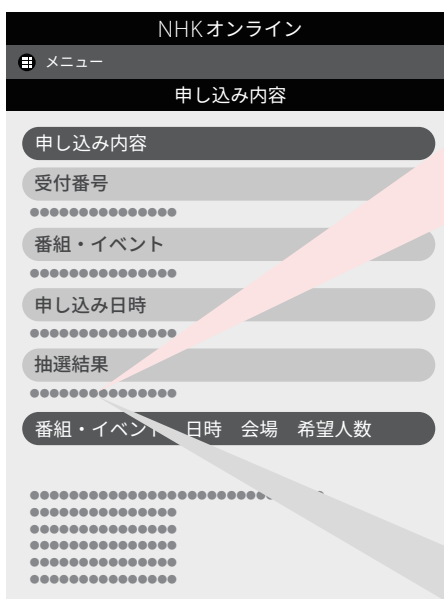 NHKオンライン
メニュー
申し込み内容
申し込み内容
受付番号
●●●●●●●●●●●●●●●
番組・イベント
●●●●●●●●●●●●●●●
申し込み日時
●●●●●●●●●●●●●●●
抽選結果
●●●●●●●●●●●●●●●
番組・イベント 日時 会場 希望人数